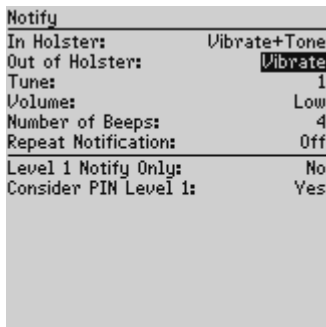 Notify
In Holster: Vibrate+Tone
Out of Holster: Vibrate
Tune: 1
Volume: Low
Number of Beeps: 4
Repeat Notification: Off
Level 1 Notify Only: No
Consider PIN Level 1: Yes